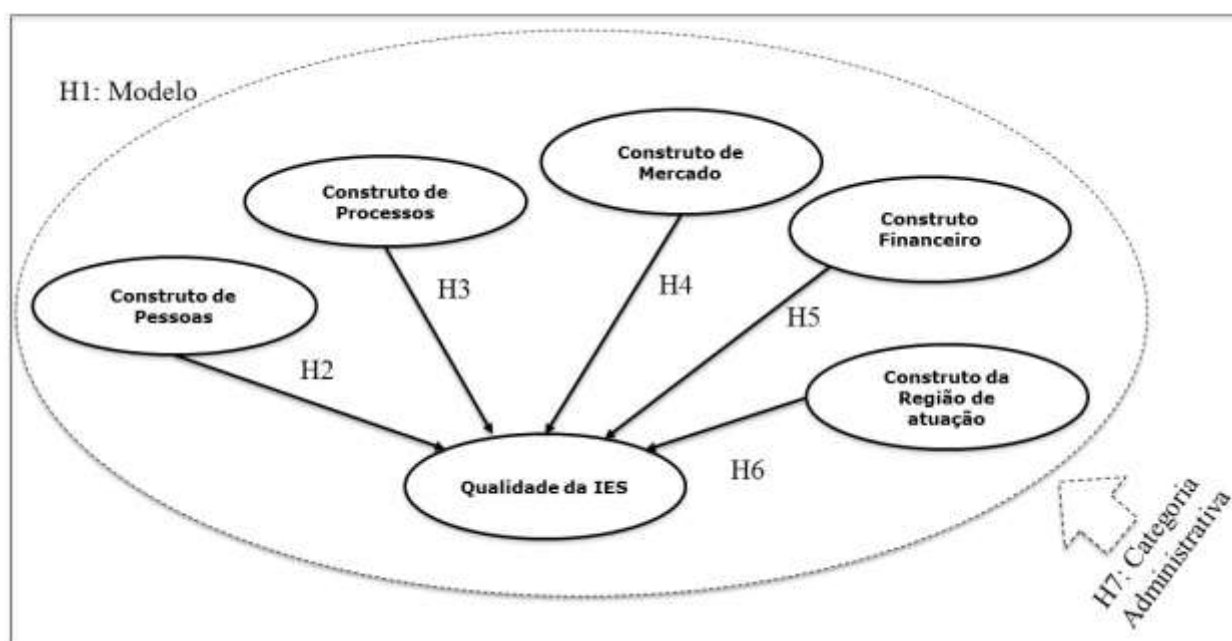 H1: Modelo
Construto de
Mercado
Construto de
Processos
Construto
Financeiro
Construto de
Pessoas
H3
H4
H5
H2
Construto da
Região de
atuação
Qualidade da IES
H6
H7: Categoria
Administrativa